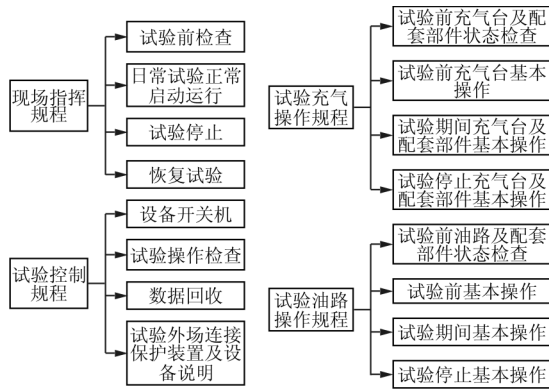 现场指挥
规程
试验前检查
日常试验正常
启动运行
试验停止
恢复试验
试验控制
规程
设备开关机
试验操作检查
数据回收
试验外场连接
保护装置及设
备说明
试验充气
操作规程
试验前充气台及配
套部件状态检查
试验前充气台基本
操作
试验期间充气台及
配套部件基本操作
试验停止充气台及
配套部件基本操作
试验油路
操作规程
试验前油路及配套
部件状态检查
试验前基本操作
试验期间基本操作
试验停止基本操作